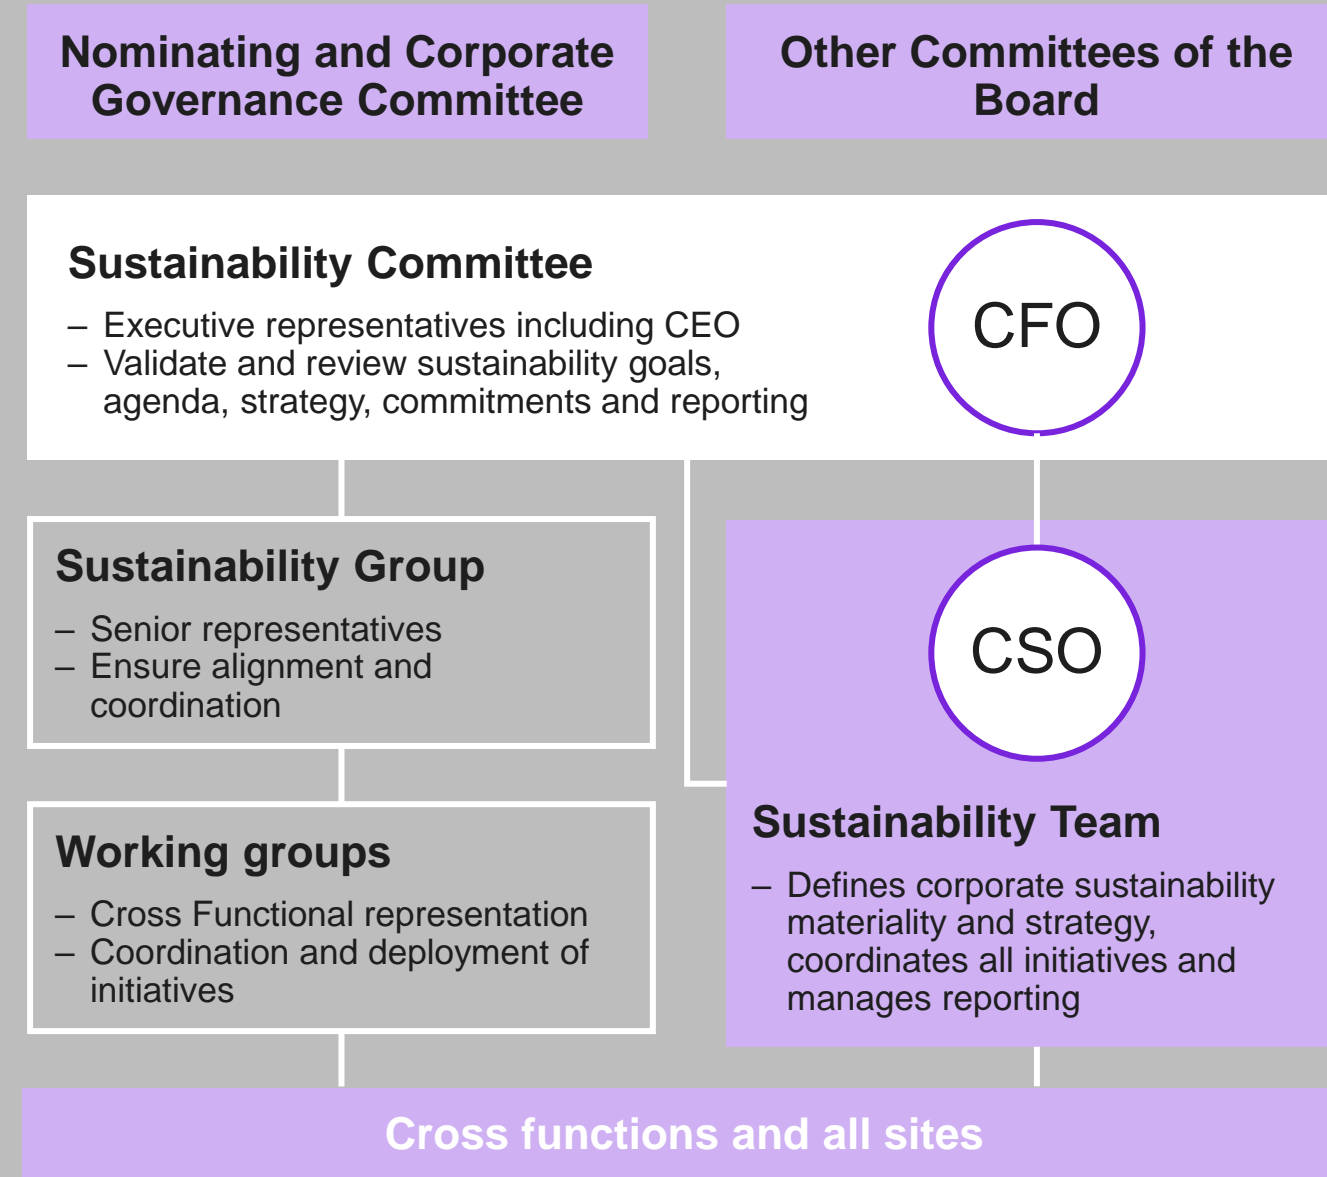 Nominating and Corporate
Governance Committee
Other Committees of the
Board
Sustainability Committee
– Executive representatives including CEO
– Validate and review sustainability goals,
agenda, strategy, commitments and reporting
CFO
Sustainability Group
– Senior representatives
– Ensure alignment and
coordination
CSO
Working groups
– Cross Functional representation
– Coordination and deployment of
initiatives
Sustainability Team
– Defines corporate sustainability
materiality and strategy,
coordinates all initiatives and
manages reporting
Cross functions and all sites